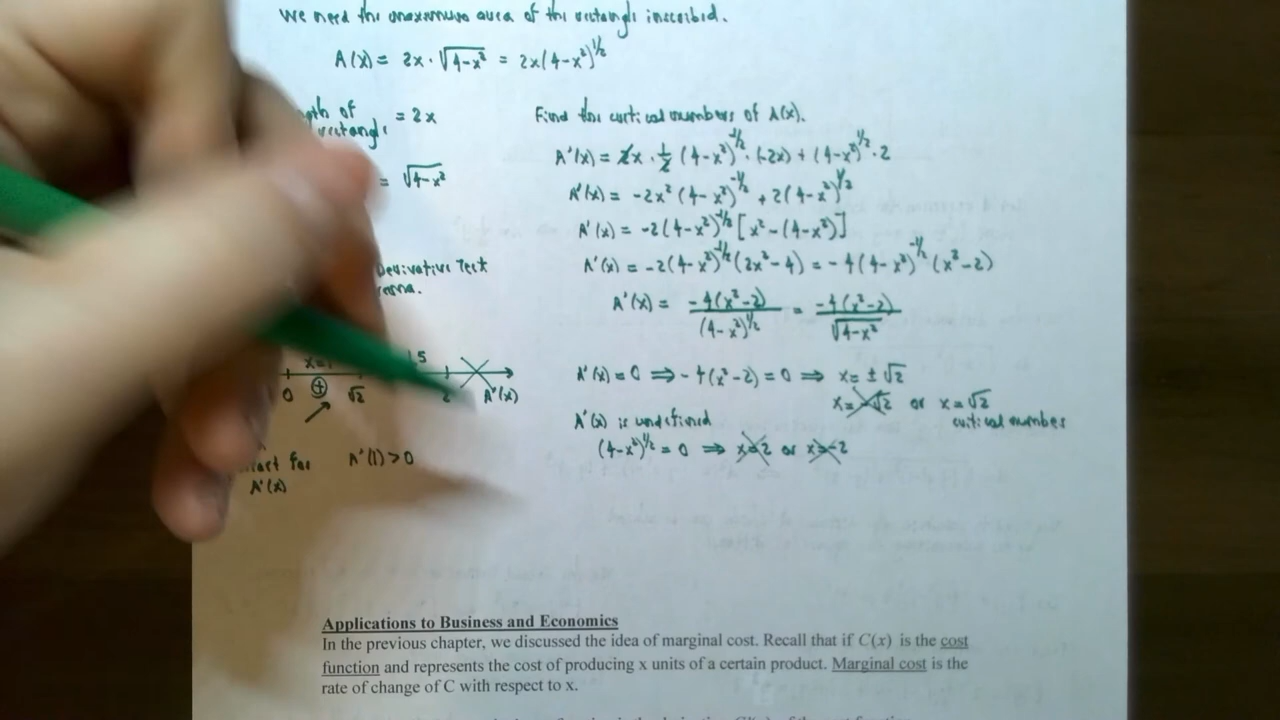 We need the maximum area of the rectangle inscribed.
A(x) = 2x · √(4-x²) = 2x(4-x²)^½
of = 2x
rectangle
= √(4-x²)
Find the critical numbers of A(x).
A'(x) = 2x · ½ (4-x²)^-½ · (-2x) + (4-x²)^½ · 2
A'(x) = -2x² (4-x²)^-½ + 2(4-x²)^½
A'(x) = -2(4-x²)^-½ [x² - (4-x²)]
A'(x) = -2(4-x²)^-½ (2x²-4) = -4(4-x²)^-½ (x²-2)
A'(x) = -4(x²-2)/(4-x²)^½ = -4(x²-2)/√(4-x²)
Derivative Test
A'(x) = 0 ⟹ -4(x²-2) = 0 ⟹ x = ± √2
x = -√2 or x = √2
critical number
A'(x) is undefined
(4-x²)^½ = 0 ⟹ x=2 or x=-2
0 ⊕ √2 2 A'(x)
for A'(1) > 0
A'(x)
Applications to Business and Economics
In the previous chapter, we discussed the idea of marginal cost. Recall that if C(x) is the cost
function and represents the cost of producing x units of a certain product. Marginal cost is the
rate of change of C with respect to x.